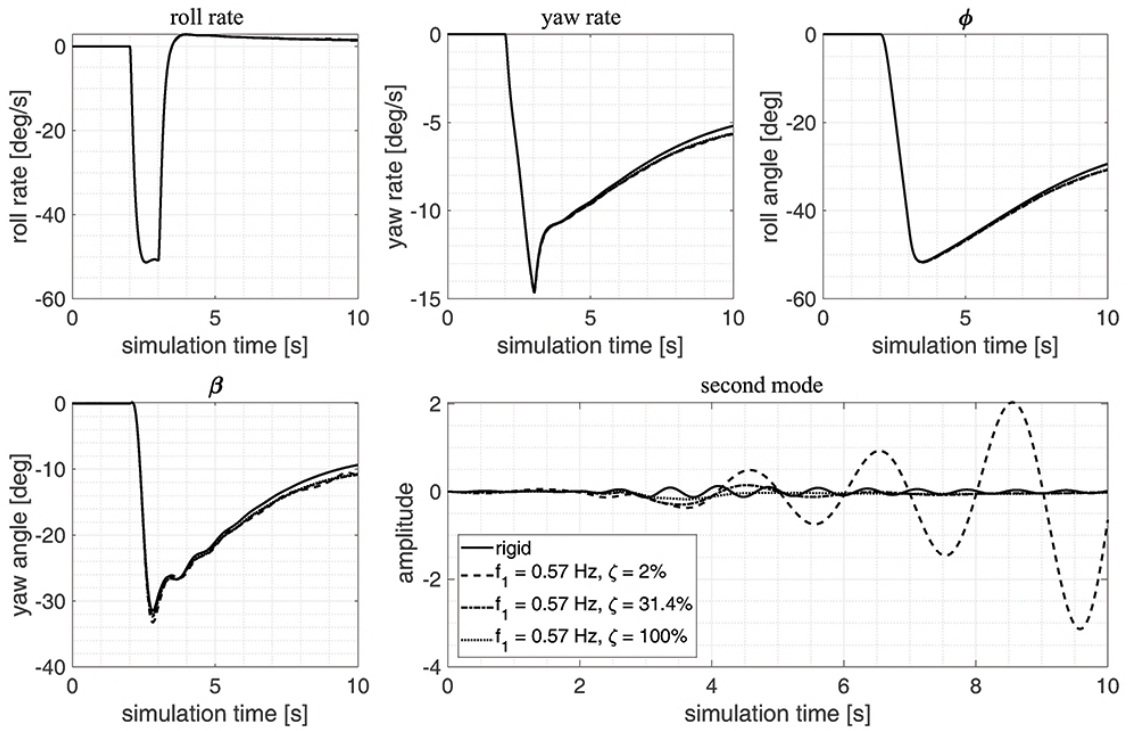 roll rate
0
-20
-40
-60
roll rate [deg/s]
0 5 10
simulation time [s]
yaw rate
0
-5
-10
-15
yaw rate [deg/s]
0 5 10
simulation time [s]
ϕ
0
-20
-40
-60
roll angle [deg]
0 5 10
simulation time [s]
β
0
-10
-20
-30
-40
yaw angle [deg]
0 5 10
simulation time [s]
second mode
2
0
-2
-4
amplitude
rigid
f₁ = 0.57 Hz, ζ = 2%
f₁ = 0.57 Hz, ζ = 31.4%
f₁ = 0.57 Hz, ζ = 100%
0 2 4 6 8 10
simulation time [s]